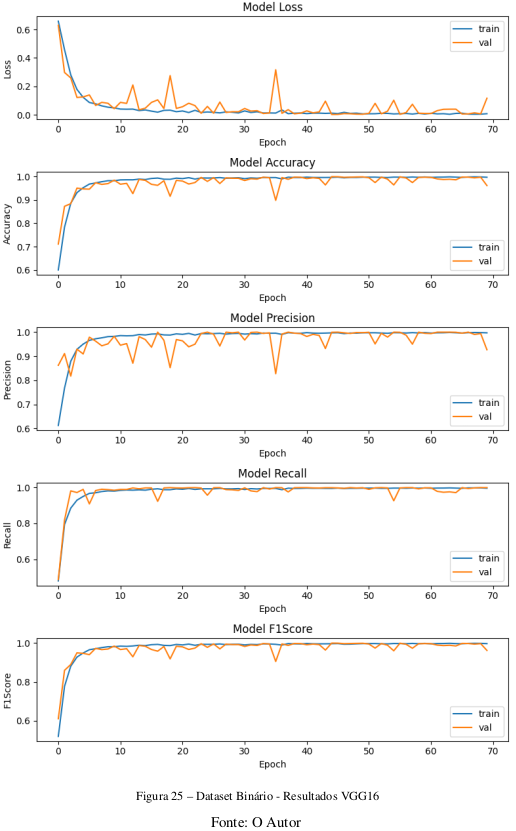 Model Loss
0.6
0.4
0.2
0.0
Loss
train
val
0 10 20 30 40 50 60 70
Epoch
Model Accuracy
1.0
0.9
0.8
0.7
0.6
Accuracy
train
val
0 10 20 30 40 50 60 70
Epoch
Model Precision
1.0
0.9
0.8
0.7
0.6
Precision
train
val
0 10 20 30 40 50 60 70
Epoch
Model Recall
1.0
0.8
0.6
Recall
train
val
0 10 20 30 40 50 60 70
Epoch
Model F1Score
1.0
0.8
0.6
F1Score
train
val
0 10 20 30 40 50 60 70
Epoch
Figura 25 – Dataset Binário - Resultados VGG16
Fonte: O Autor